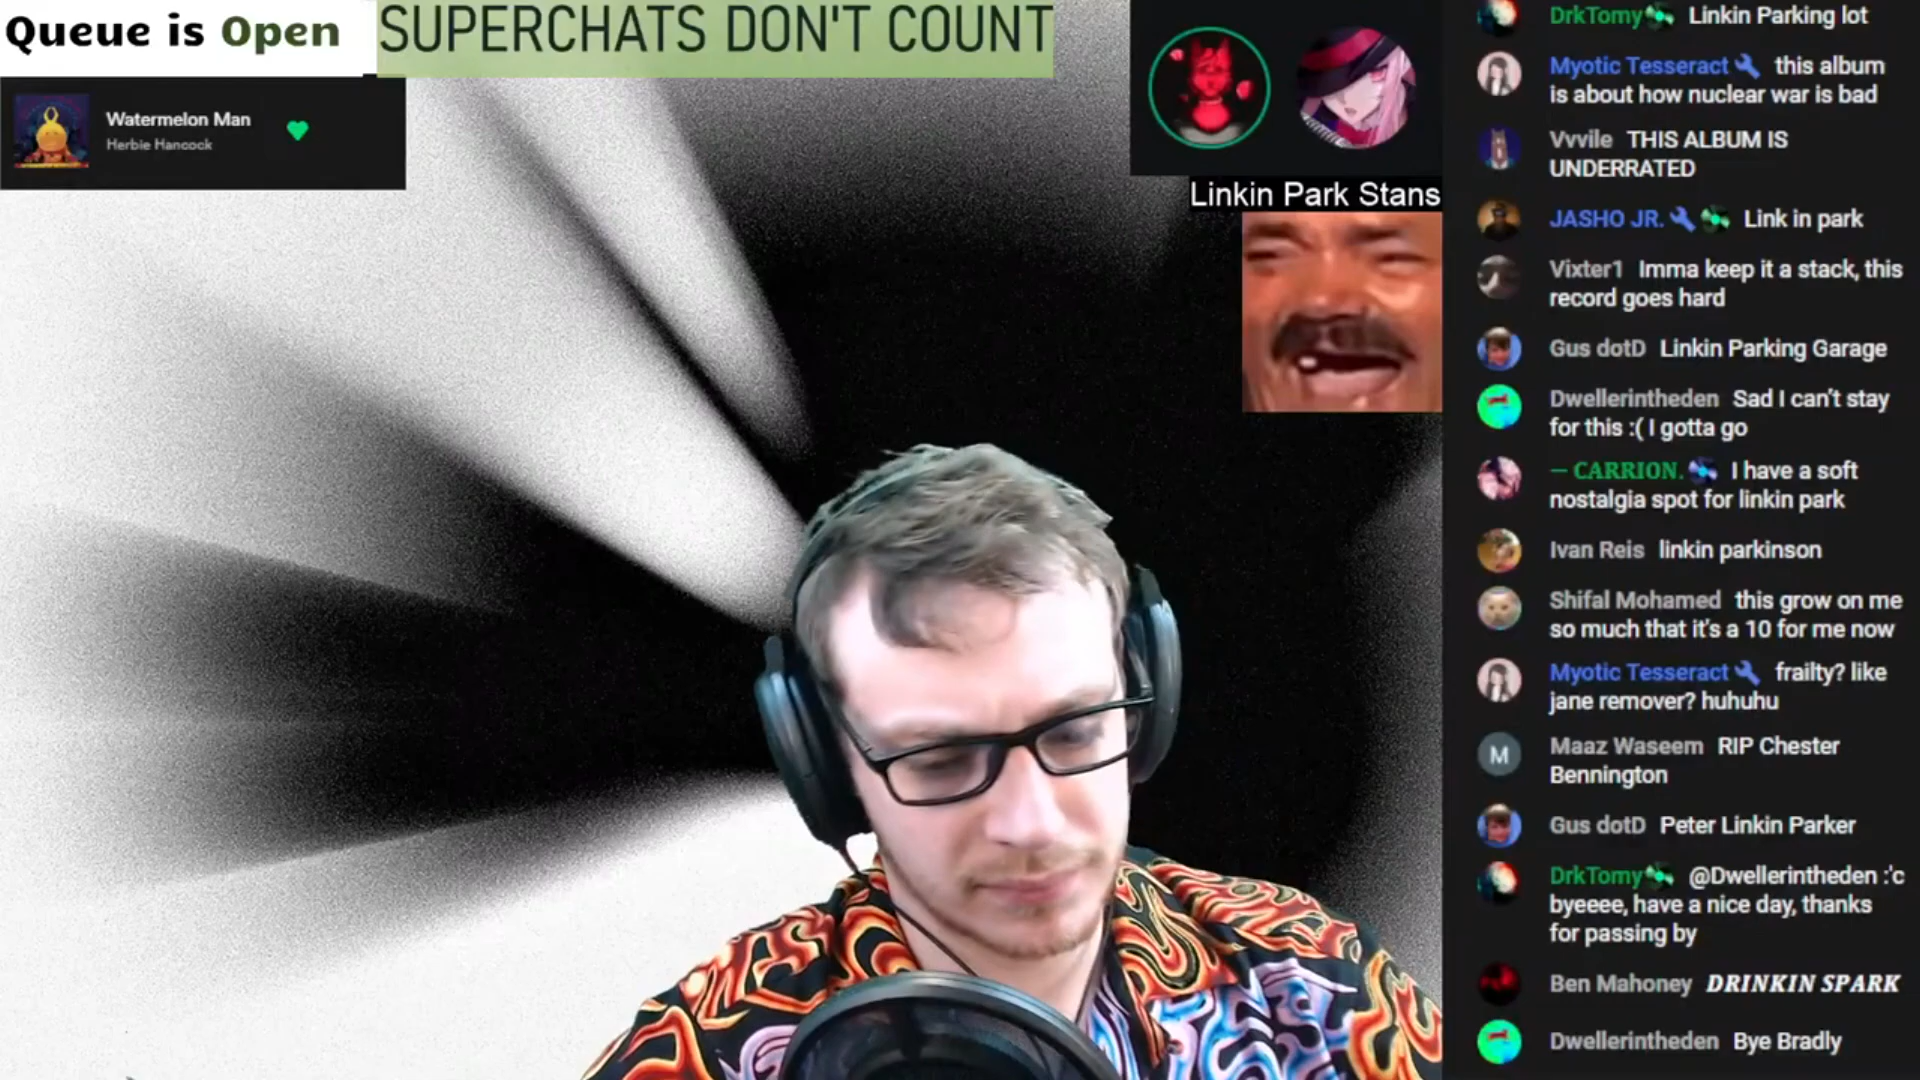 Queue is Open
SUPERCHATS DON'T COUNT
Watermelon Man
Herbie Hancock
Linkin Park Stans
DrkTomy Linkin Parking lot
Myotic Tesseract this album
is about how nuclear war is bad
Vvvile THIS ALBUM IS
UNDERRATED
JASHO JR. Link in park
Vixter1 Imma keep it a stack, this
record goes hard
Gus dotD Linkin Parking Garage
Dwellerintheden Sad I can't stay
for this :( I gotta go
— CARRION. I have a soft
nostalgia spot for linkin park
Ivan Reis linkin parkinson
Shifal Mohamed this grow on me
so much that it's a 10 for me now
Myotic Tesseract frailty? like
jane remover? huhuhu
M Maaz Waseem RIP Chester
Bennington
Gus dotD Peter Linkin Parker
DrkTomy @Dwellerintheden :'c
byeeee, have a nice day, thanks
for passing by
Ben Mahoney DRINKIN SPARK
Dwellerintheden Bye Bradly